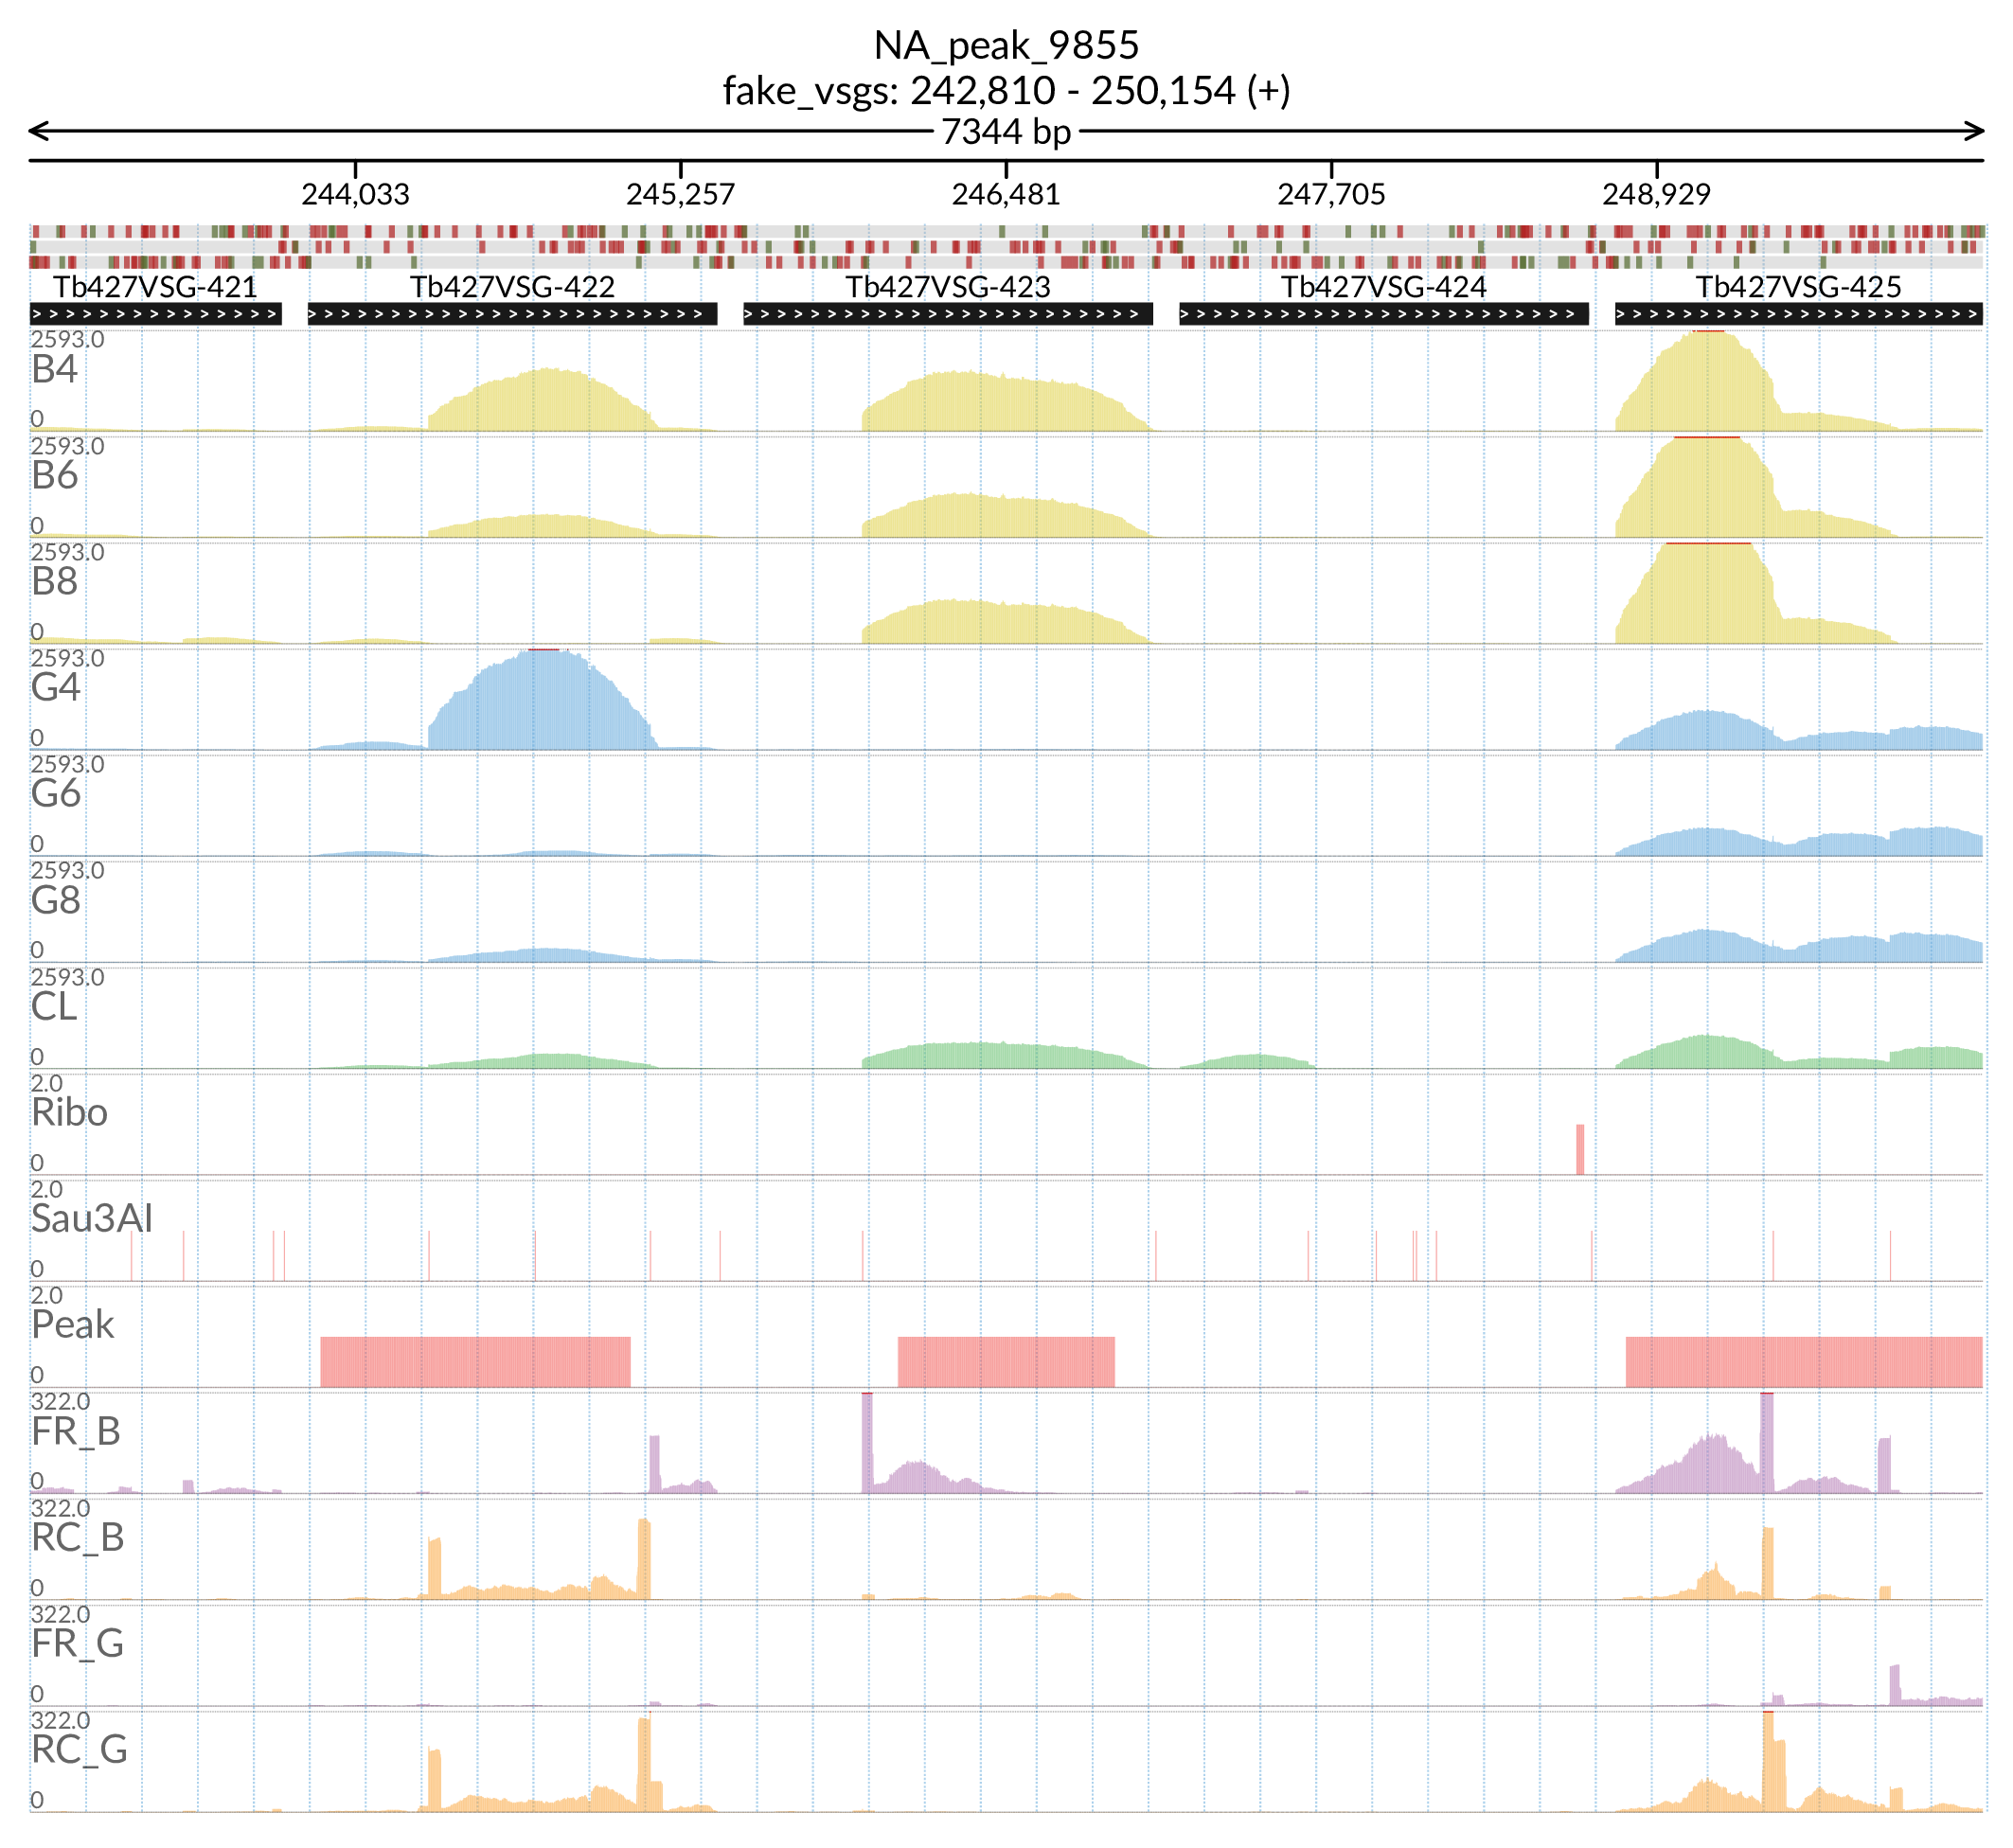 NA_peak_9855
fake_vsgs: 242,810 - 250,154 (+)
7344 bp
244,033 245,257 246,481 247,705 248,929
Tb427VSG-421 Tb427VSG-422 Tb427VSG-423 Tb427VSG-424 Tb427VSG-425
2593.0
B4
0
2593.0
B6
0
2593.0
B8
0
2593.0
G4
0
2593.0
G6
0
2593.0
G8
0
2593.0
CL
0
2.0
Ribo
0
2.0
Sau3AI
0
2.0
Peak
0
322.0
FR_B
0
322.0
RC_B
0
322.0
FR_G
0
322.0
RC_G
0